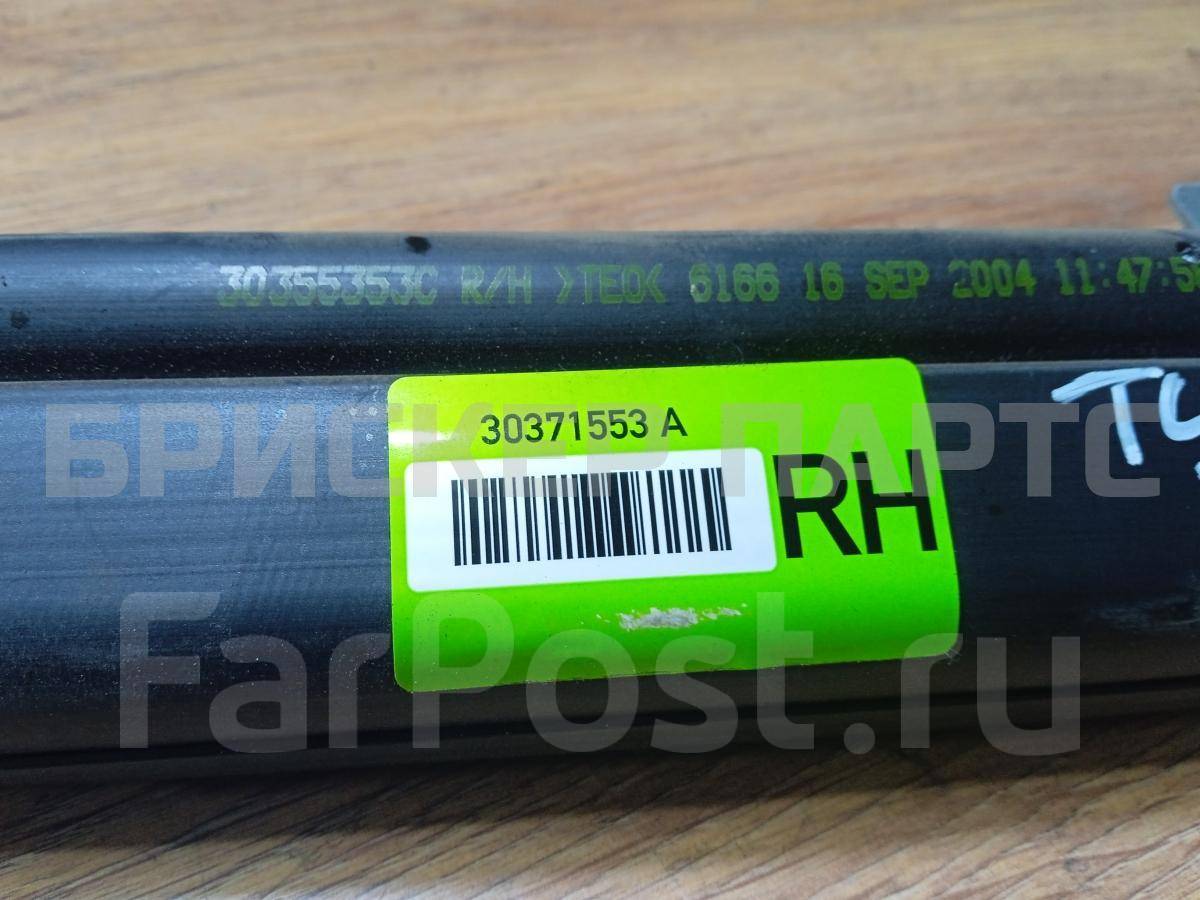 30355353C R/H >TEO< 6166 16 SEP 2004 11:47:5
30371553 A
RH
БРИСКЕР ПАРТС
FarPost.ru